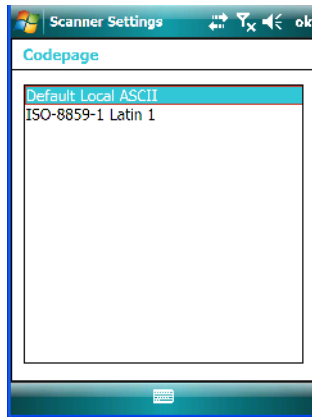 Scanner Settings ok
Codepage
Default Local ASCII
ISO-8859-1 Latin 1